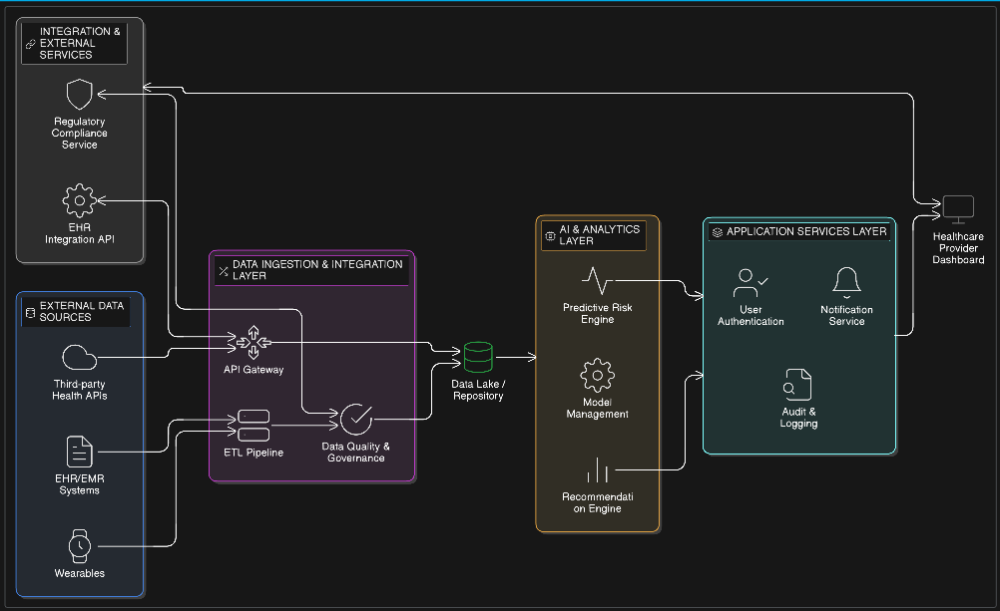 INTEGRATION &
EXTERNAL
SERVICES
Regulatory
Compliance
Service
EHR
Integration API
EXTERNAL DATA
SOURCES
Third-party
Health APIs
EHR/EMR
Systems
Wearables
DATA INGESTION & INTEGRATION
LAYER
API Gateway
ETL Pipeline
Data Quality &
Governance
Data Lake /
Repository
AI & ANALYTICS
LAYER
Predictive Risk
Engine
Model
Management
Recommendati
on Engine
APPLICATION SERVICES LAYER
User
Authentication
Notification
Service
Audit &
Logging
Healthcare
Provider
Dashboard